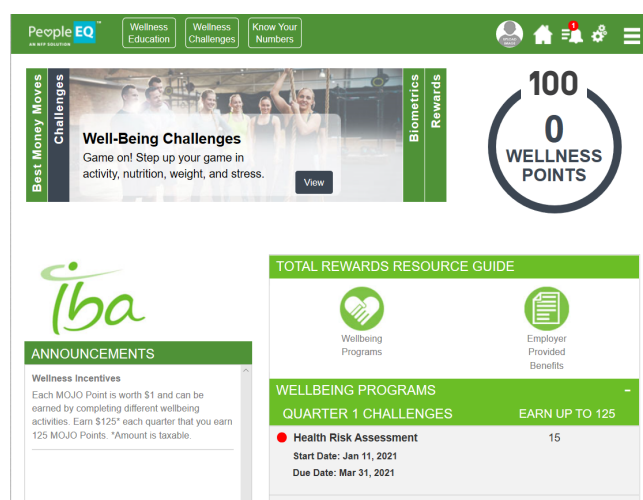 People EQ™
AN NFP SOLUTION
Wellness Education
Wellness Challenges
Know Your Numbers
1
Best Money Moves
Challenges
Well-Being Challenges
Game on! Step up your game in
activity, nutrition, weight, and stress.
View
Biometrics
Rewards
100
0
WELLNESS
POINTS
iba
ANNOUNCEMENTS
Wellness Incentives
Each MOJO Point is worth $1 and can be
earned by completing different wellbeing
activities. Earn $125* each quarter that you earn
125 MOJO Points. *Amount is taxable.
TOTAL REWARDS RESOURCE GUIDE
Wellbeing
Programs
Employer
Provided
Benefits
WELLBEING PROGRAMS -
QUARTER 1 CHALLENGES EARN UP TO 125
Health Risk Assessment 15
Start Date: Jan 11, 2021
Due Date: Mar 31, 2021